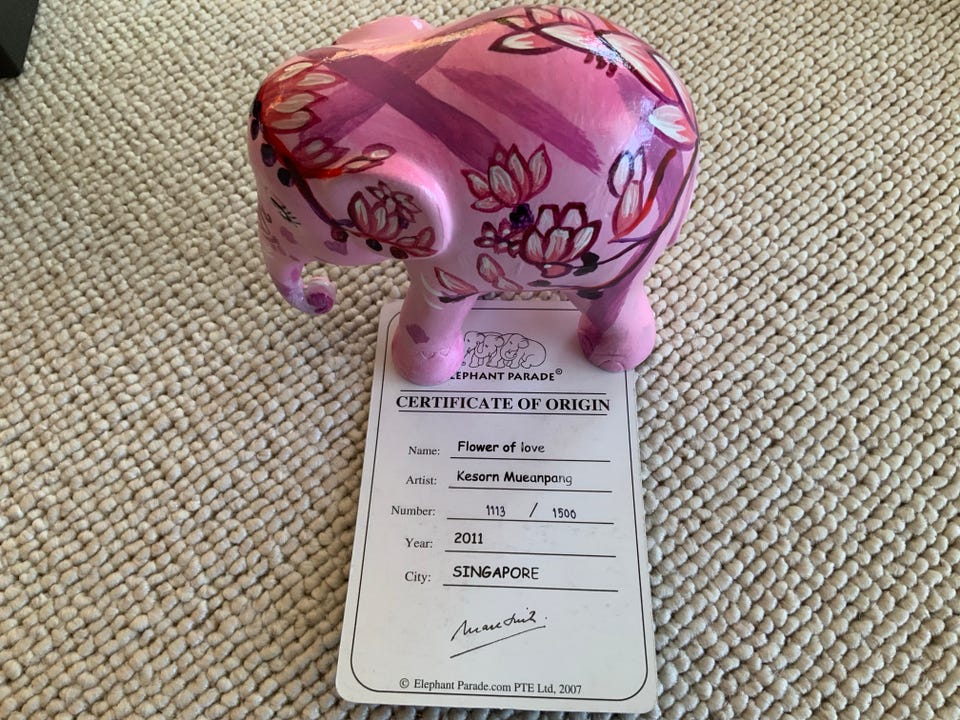 LEPHANT PARADE®
CERTIFICATE OF ORIGIN
Name: Flower of love
Artist: Kesorn Mueanpang
Number: 1113 / 1500
Year: 2011
City: SINGAPORE
© Elephant Parade.com PTE Ltd, 2007